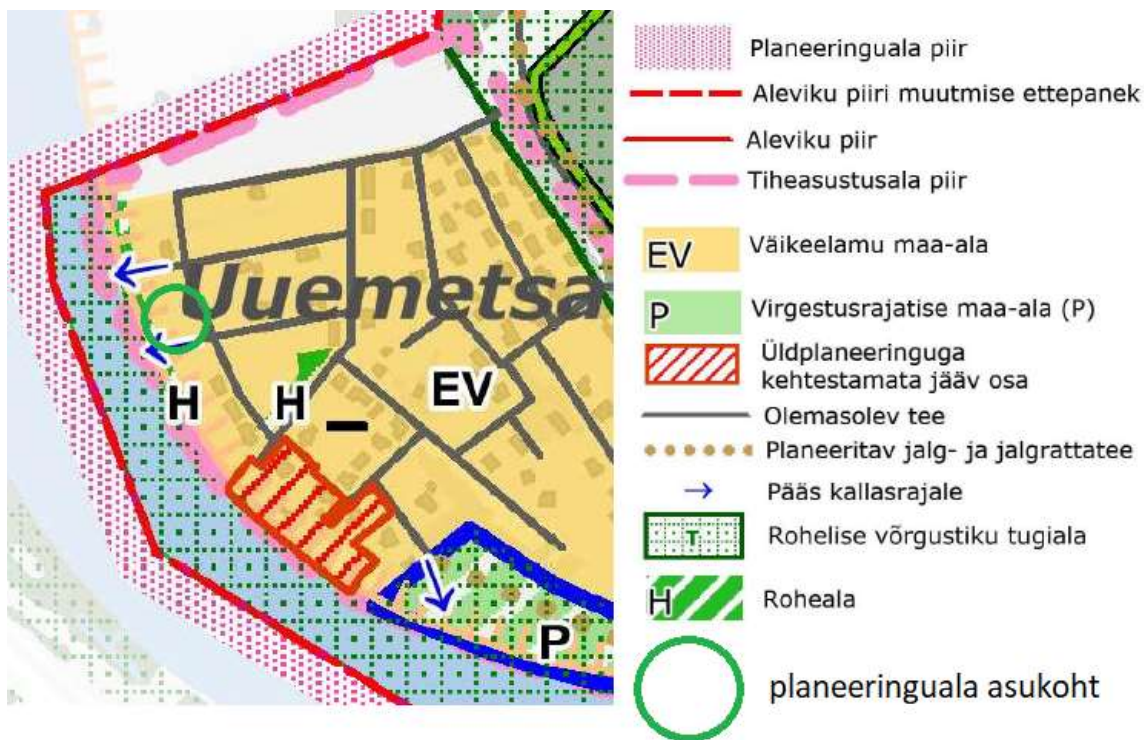 Uuemetsa
H
H
EV
P
Planeeringuala piir
Aleviku piiri muutmise ettepanek
Aleviku piir
Tiheasustusala piir
EV Väikeelamu maa-ala
P Virgestusrajatise maa-ala (P)
Üldplaneeringuga
kehtestamata jääv osa
Olemasolev tee
Planeeritav jalg- ja jalgrattatee
Pääs kallasrajale
T Rohelise võrgustiku tugiala
H Roheala
planeeringuala asukoht